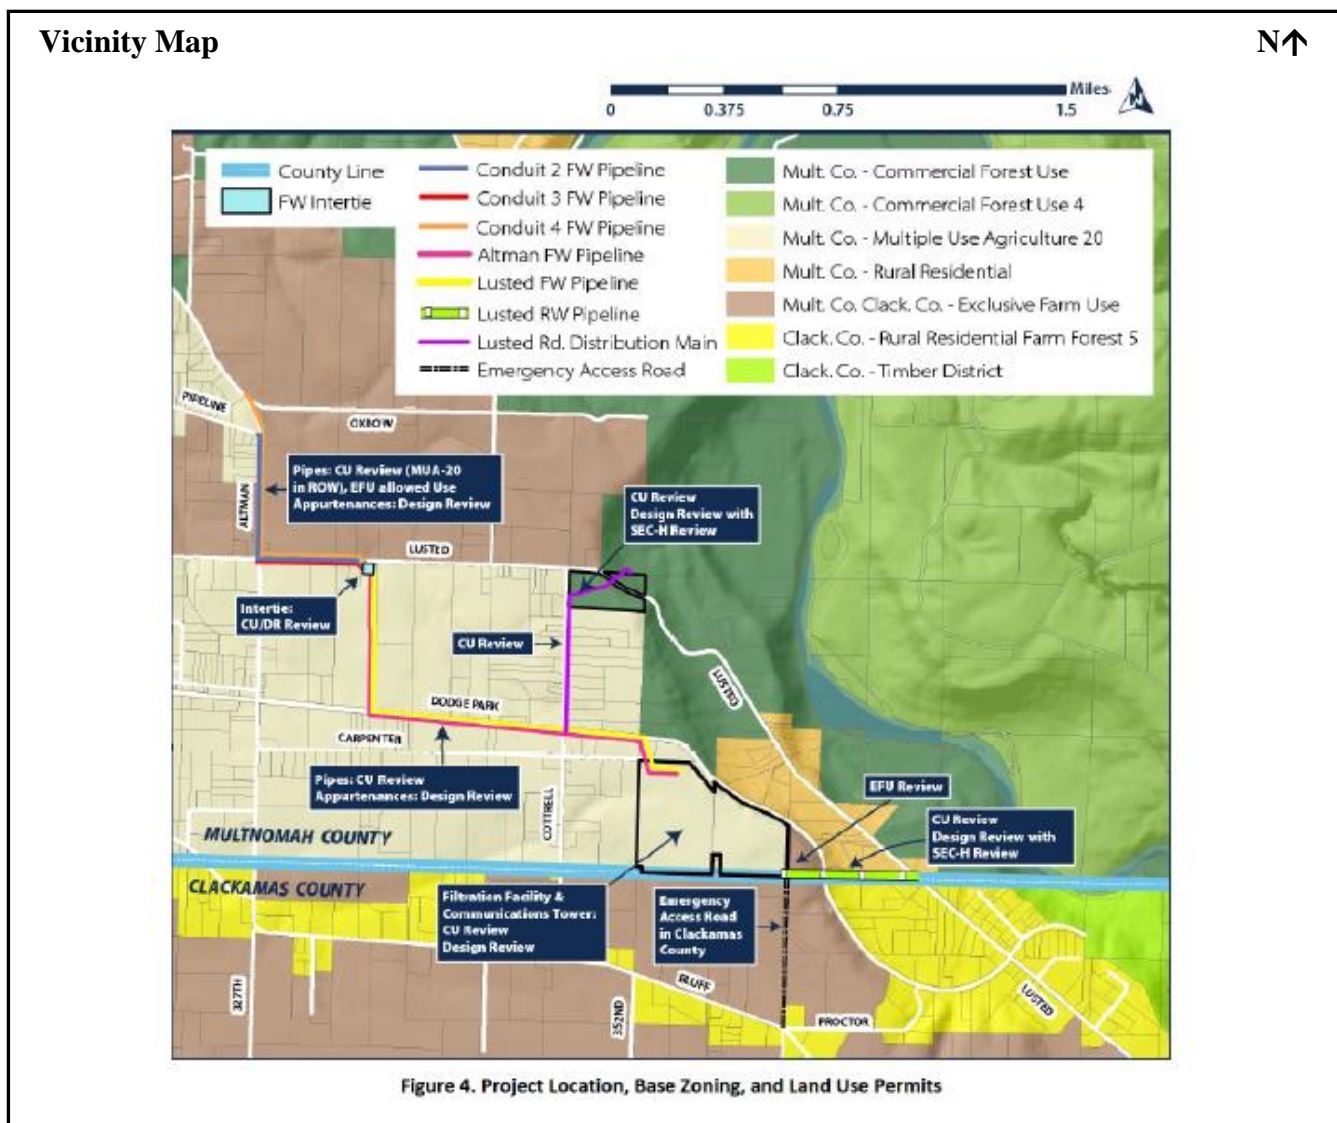 Vicinity Map
N↑
Miles
0 0.375 0.75 1.5
N
County Line
FW Intertie
Conduit 2 FW Pipeline
Conduit 3 FW Pipeline
Conduit 4 FW Pipeline
Altman FW Pipeline
Lusted FW Pipeline
Lusted RW Pipeline
Lusted Rd. Distribution Main
Emergency Access Road
Mult. Co. - Commercial Forest Use
Mult. Co. - Commercial Forest Use 4
Mult. Co. - Multiple Use Agriculture 20
Mult. Co. - Rural Residential
Mult. Co. Clack. Co. - Exclusive Farm Use
Clack. Co. - Rural Residential Farm Forest 5
Clack. Co. - Timber District
PIPELINE
OXBOW
Pipes: CU Review (MUA-20
in ROW), EFU allowed Use
Appurtenances: Design Review
ALTMAN
CU Review
Design Review with
SEC-H Review
LUSTED
Intertie:
CU/DR Review
CU Review
LUSTED
DODGE PARK
CARPENTER
Pipes: CU Review
Appurtenances: Design Review
COTTRELL
EFU Review
CU Review
Design Review with
SEC-H Review
MULTNOMAH COUNTY
CLACKAMAS COUNTY
Filtration Facility &
Communications Tower:
CU Review
Design Review
Emergency
Access Road
in Clackamas
County
327TH
352ND
BLUFF
PROCTOR
LUSTED
Figure 4. Project Location, Base Zoning, and Land Use Permits